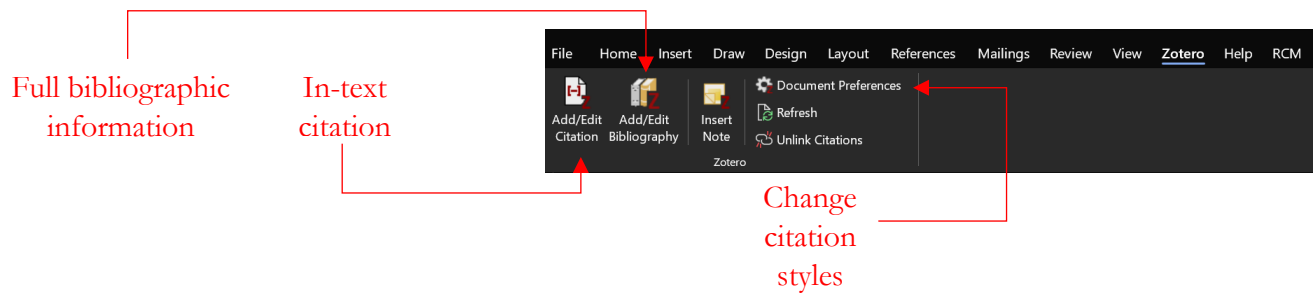 File Home Insert Draw Design Layout References Mailings Review View Zotero Help RCM
Full bibliographic
information
In-text
citation
Add/Edit
Citation
Add/Edit
Bibliography
Insert
Note
Document Preferences
Refresh
Unlink Citations
Zotero
Change
citation
styles